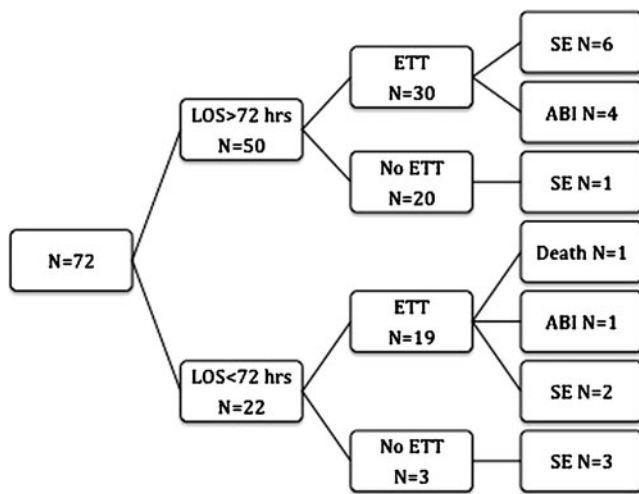 N=72
LOS>72 hrs
N=50
ETT
N=30
SE N=6
ABI N=4
No ETT
N=20
SE N=1
LOS<72 hrs
N=22
ETT
N=19
Death N=1
ABI N=1
SE N=2
No ETT
N=3
SE N=3